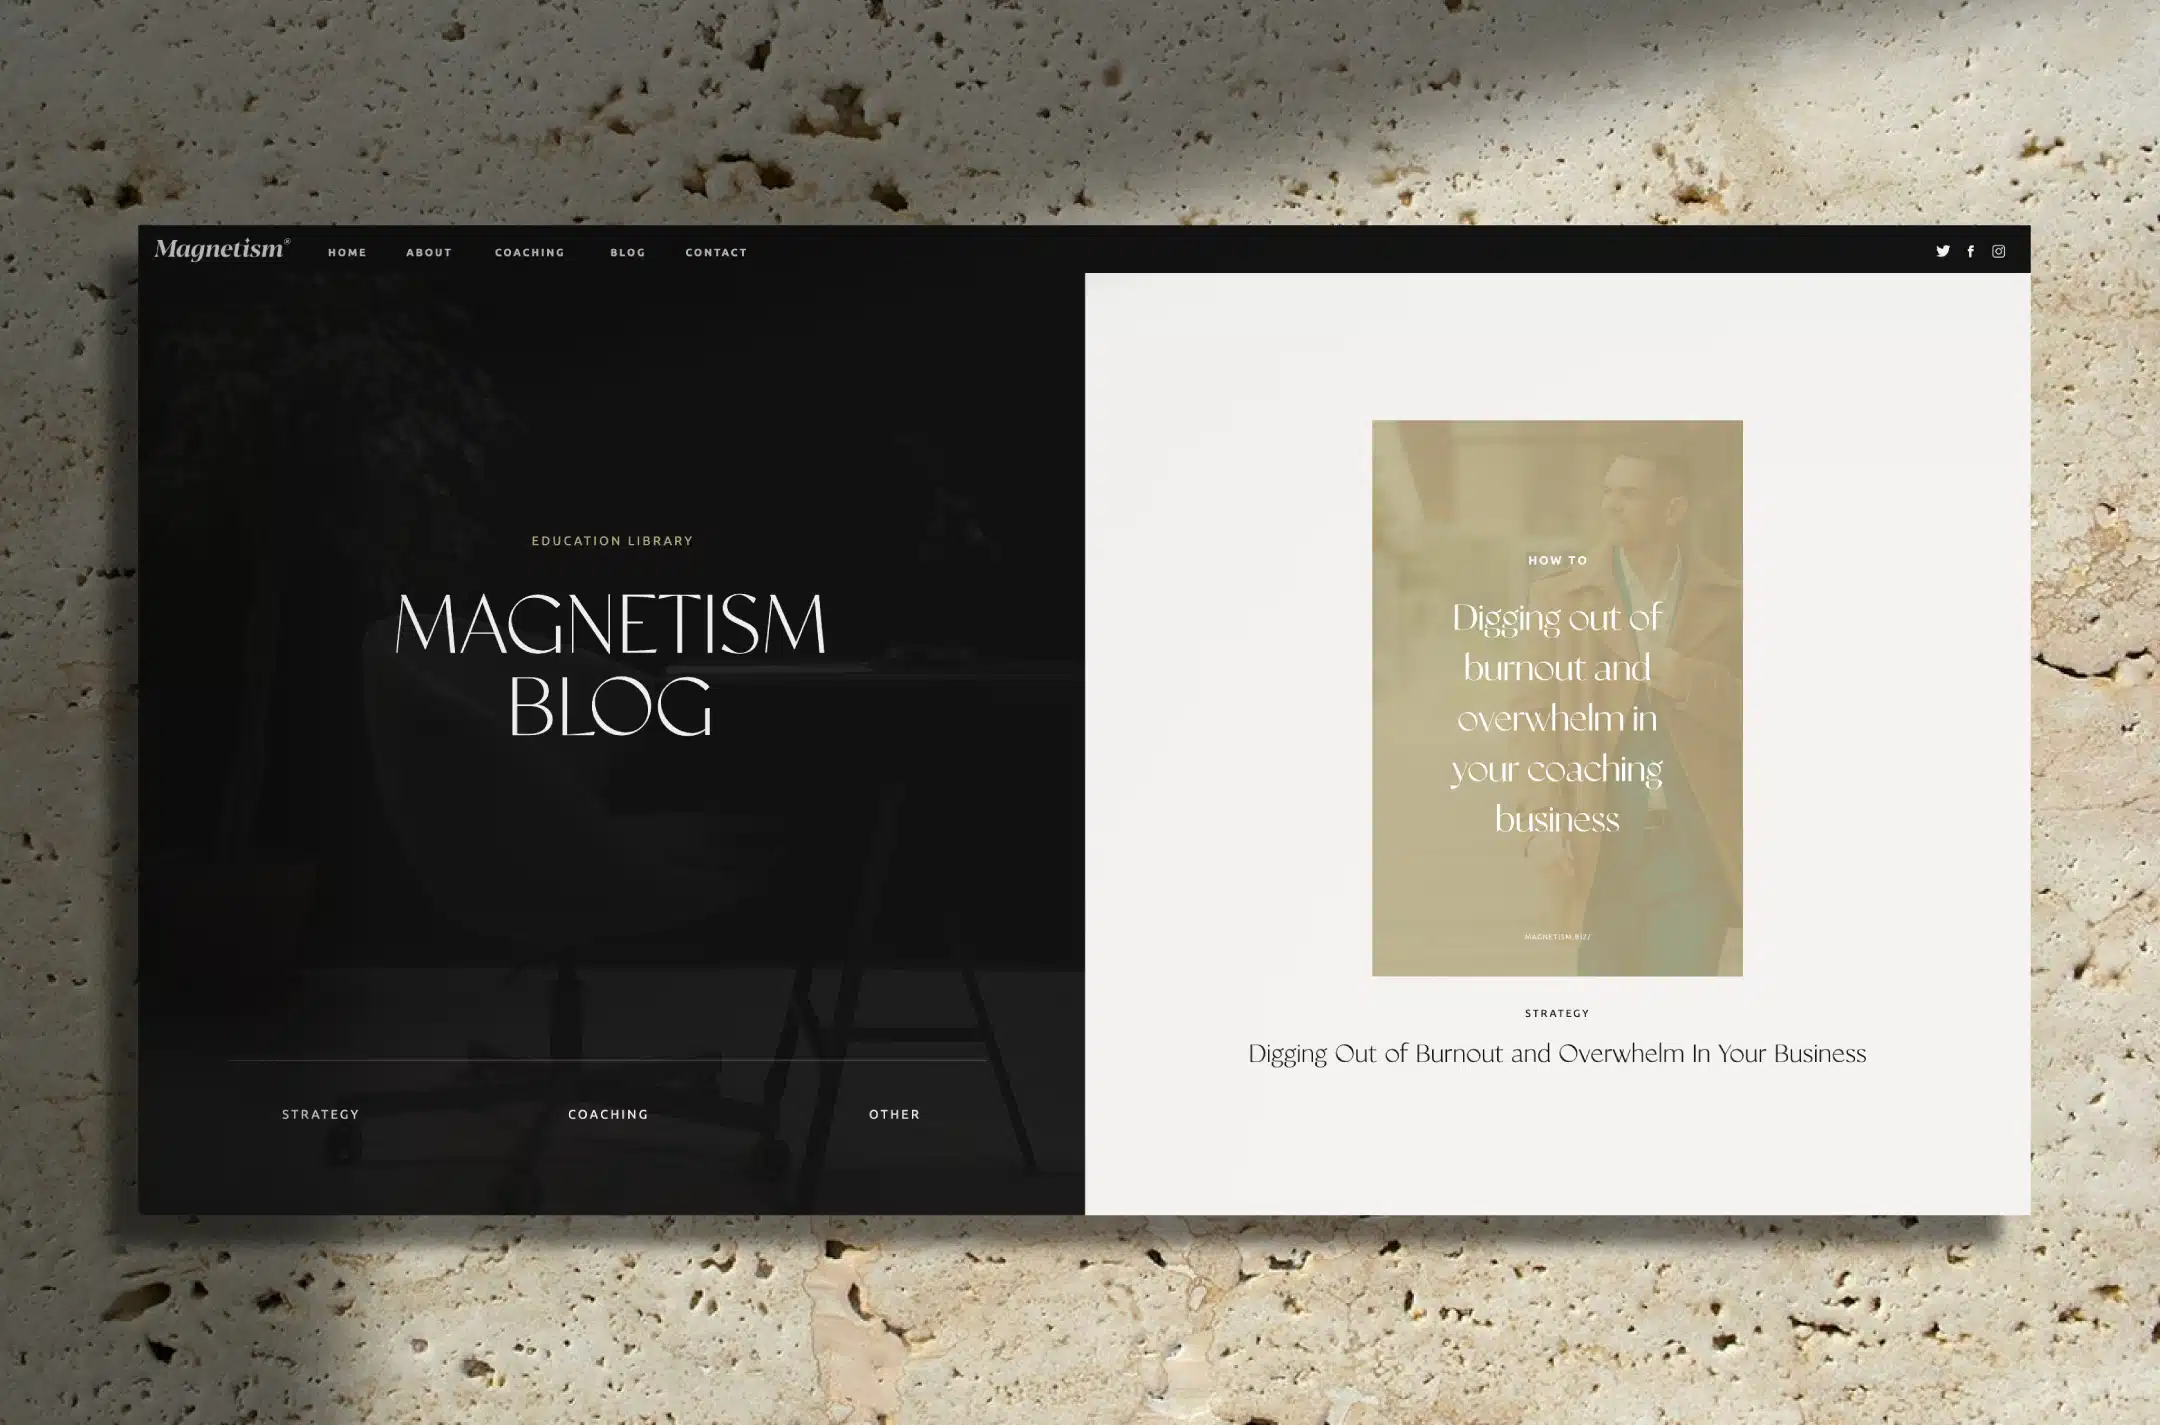 Magnetism®
HOME ABOUT COACHING BLOG CONTACT
EDUCATION LIBRARY
MAGNETISM
BLOG
STRATEGY COACHING OTHER
HOW TO
Digging out of
burnout and
overwhelm in
your coaching
business
MAGNETISM.BIZ/
STRATEGY
Digging Out of Burnout and Overwhelm In Your Business